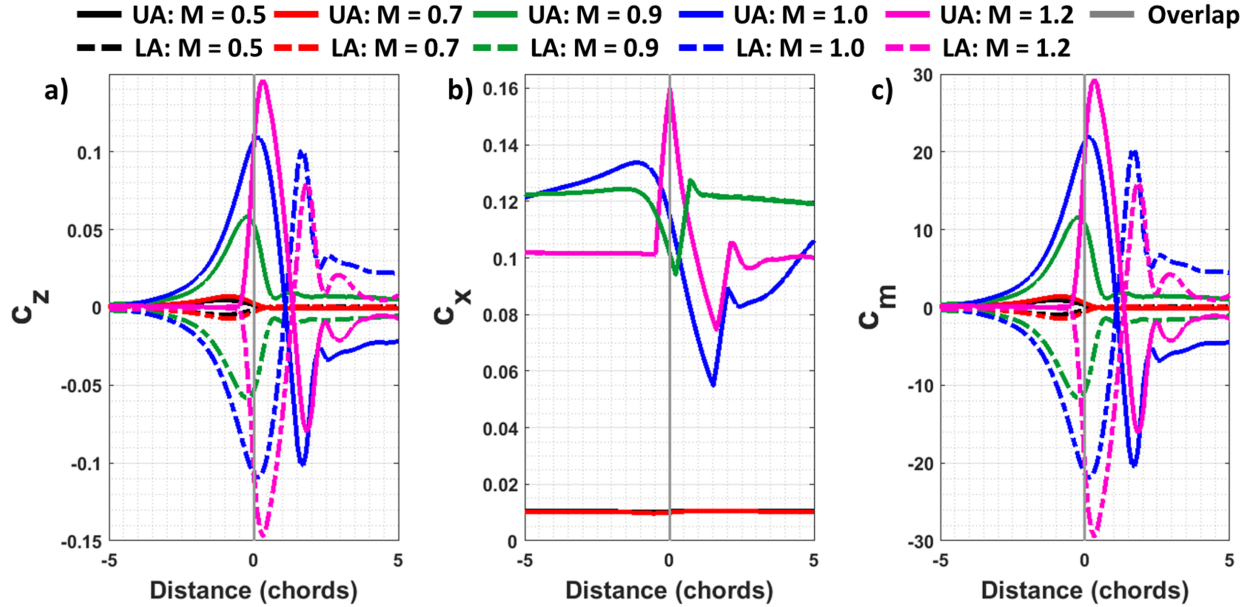 UA: M = 0.5 UA: M = 0.7 UA: M = 0.9 UA: M = 1.0 UA: M = 1.2 Overlap
LA: M = 0.5 LA: M = 0.7 LA: M = 0.9 LA: M = 1.0 LA: M = 1.2
a)
0.1
0.05
0
-0.05
-0.1
-0.15
c_z
-5 0 5
Distance (chords)
b)
0.16
0.14
0.12
0.1
0.08
0.06
0.04
0.02
0
c_x
-5 0 5
Distance (chords)
c)
30
20
10
0
-10
-20
-30
c_m
-5 0 5
Distance (chords)